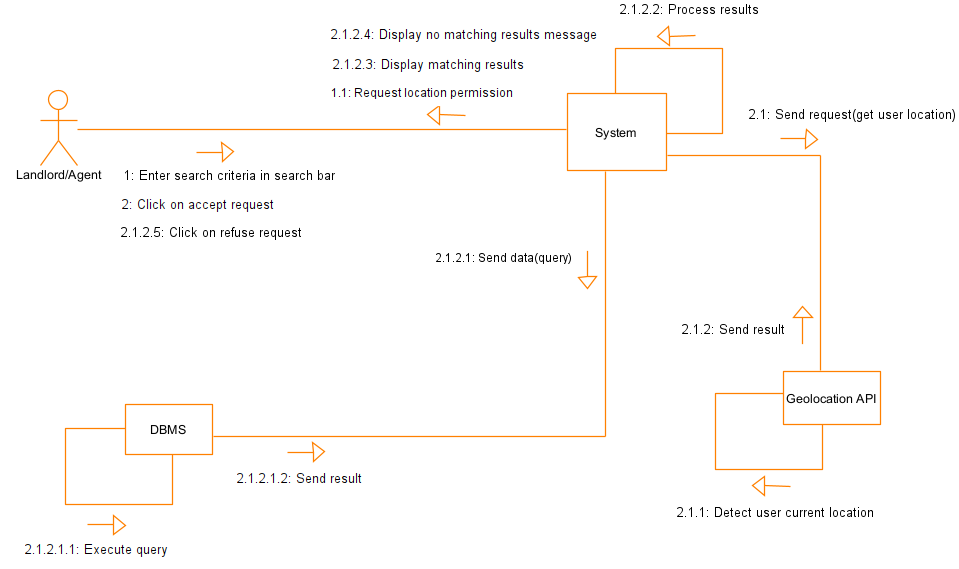 2.1.2.2: Process results
2.1.2.4: Display no matching results message
2.1.2.3: Display matching results
1.1: Request location permission
2.1: Send request(get user location)
System
Landlord/Agent
1: Enter search criteria in search bar
2: Click on accept request
2.1.2.5: Click on refuse request
2.1.2.1: Send data(query)
2.1.2: Send result
Geolocation API
DBMS
2.1.2.1.2: Send result
2.1.1: Detect user current location
2.1.2.1.1: Execute query